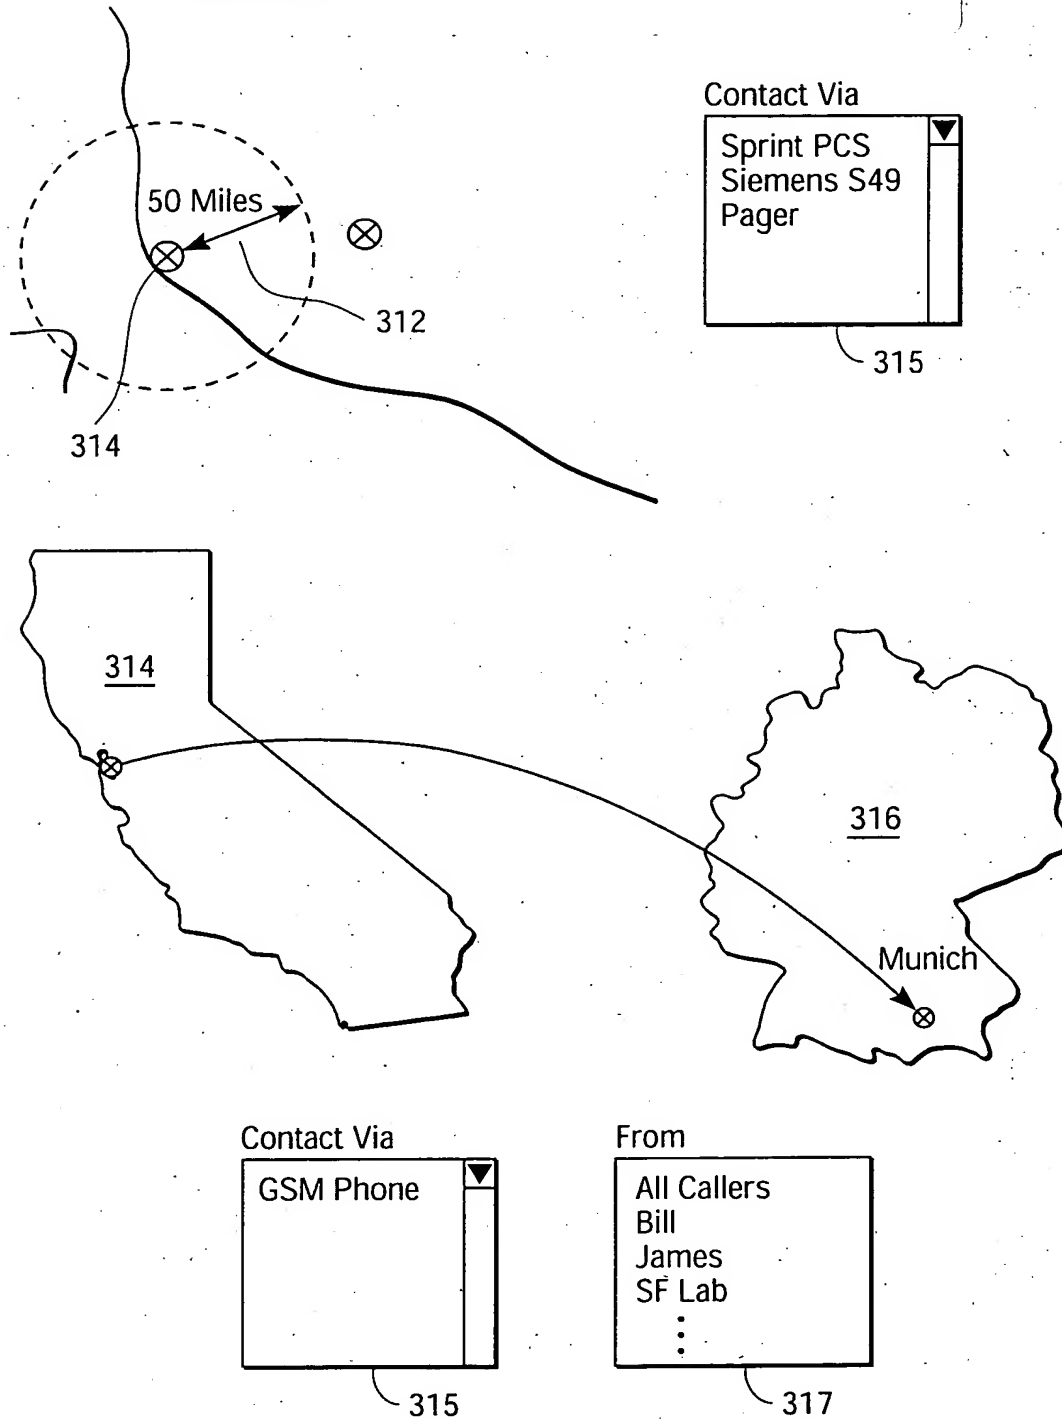 Contact Via
Sprint PCS
Siemens S49
Pager
315
50 Miles
312
314
314
316
Munich
Contact Via
GSM Phone
315
From
All Callers
Bill
James
SF Lab
⋮
317